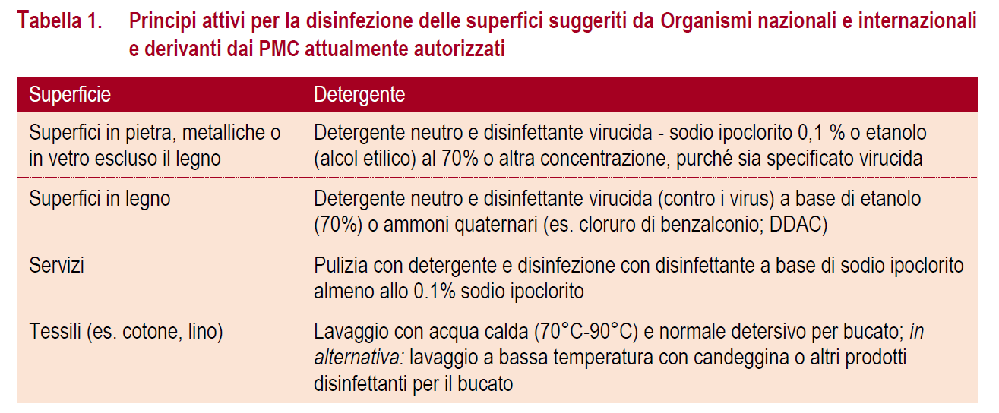 Tabella 1. Principi attivi per la disinfezione delle superfici suggeriti da Organismi nazionali e internazionali
e derivanti dai PMC attualmente autorizzati
Superficie Detergente
Superfici in pietra, metalliche o
in vetro escluso il legno
Detergente neutro e disinfettante virucida - sodio ipoclorito 0,1 % o etanolo
(alcol etilico) al 70% o altra concentrazione, purché sia specificato virucida
Superfici in legno
Detergente neutro e disinfettante virucida (contro i virus) a base di etanolo
(70%) o ammoni quaternari (es. cloruro di benzalconio; DDAC)
Servizi
Pulizia con detergente e disinfezione con disinfettante a base di sodio ipoclorito
almeno allo 0.1% sodio ipoclorito
Tessili (es. cotone, lino)
Lavaggio con acqua calda (70°C-90°C) e normale detersivo per bucato; in
alternativa: lavaggio a bassa temperatura con candeggina o altri prodotti
disinfettanti per il bucato